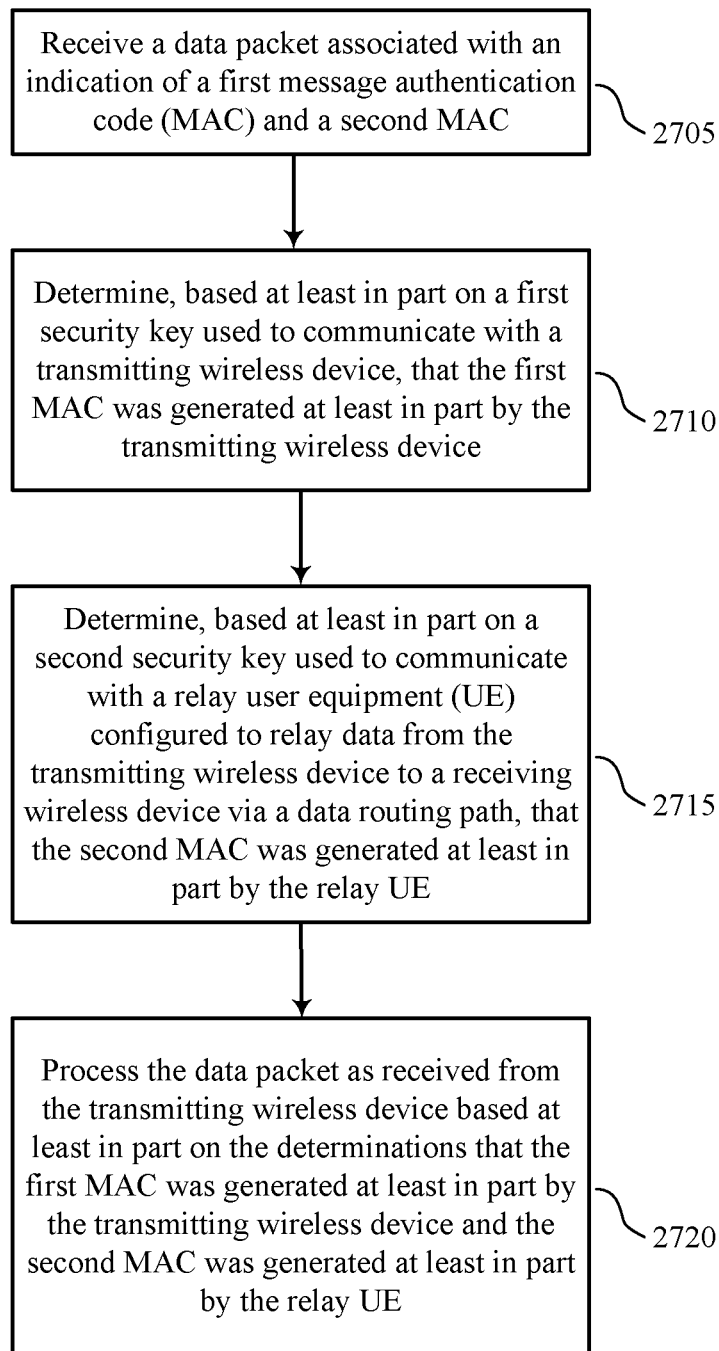 Receive a data packet associated with an
indication of a first message authentication
code (MAC) and a second MAC
2705
Determine, based at least in part on a first
security key used to communicate with a
transmitting wireless device, that the first
MAC was generated at least in part by the
transmitting wireless device
2710
Determine, based at least in part on a
second security key used to communicate
with a relay user equipment (UE)
configured to relay data from the
transmitting wireless device to a receiving
wireless device via a data routing path, that
the second MAC was generated at least in
part by the relay UE
2715
Process the data packet as received from
the transmitting wireless device based at
least in part on the determinations that the
first MAC was generated at least in part by
the transmitting wireless device and the
second MAC was generated at least in part
by the relay UE
2720